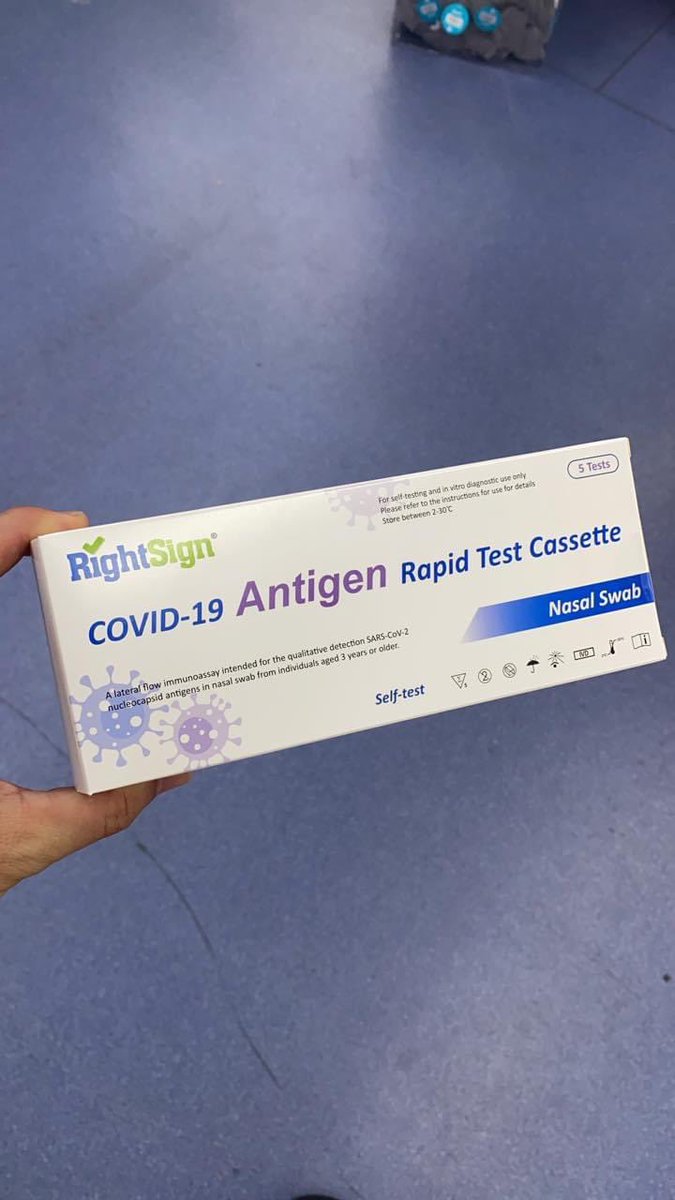 5 Tests
For self-testing and in vitro diagnostic use only
Please refer to the instructions for use for details
Store between 2-30℃
RightSign®
COVID-19 Antigen Rapid Test Cassette
Nasal Swab
A lateral flow immunoassay intended for the qualitative detection SARS-CoV-2
nucleocapsid antigens in nasal swab from individuals aged 3 years or older.
Self-test
IVD